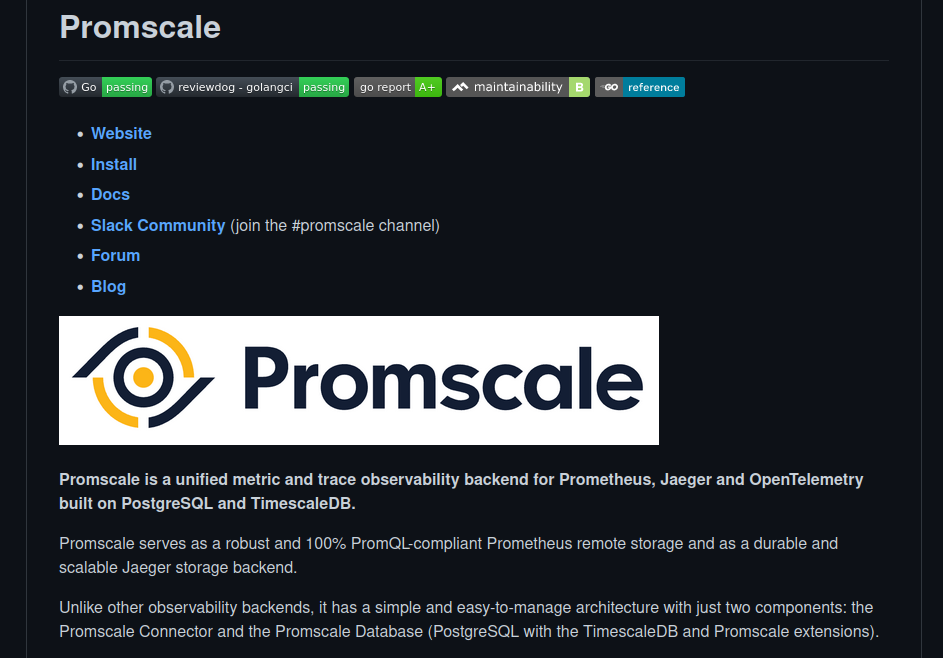 Promscale
Go passing reviewdog - golangci passing go report A+ maintainability B GO reference
Website
Install
Docs
Slack Community (join the #promscale channel)
Forum
Blog
Promscale
Promscale is a unified metric and trace observability backend for Prometheus, Jaeger and OpenTelemetry
built on PostgreSQL and TimescaleDB.
Promscale serves as a robust and 100% PromQL-compliant Prometheus remote storage and as a durable and
scalable Jaeger storage backend.
Unlike other observability backends, it has a simple and easy-to-manage architecture with just two components: the
Promscale Connector and the Promscale Database (PostgreSQL with the TimescaleDB and Promscale extensions).